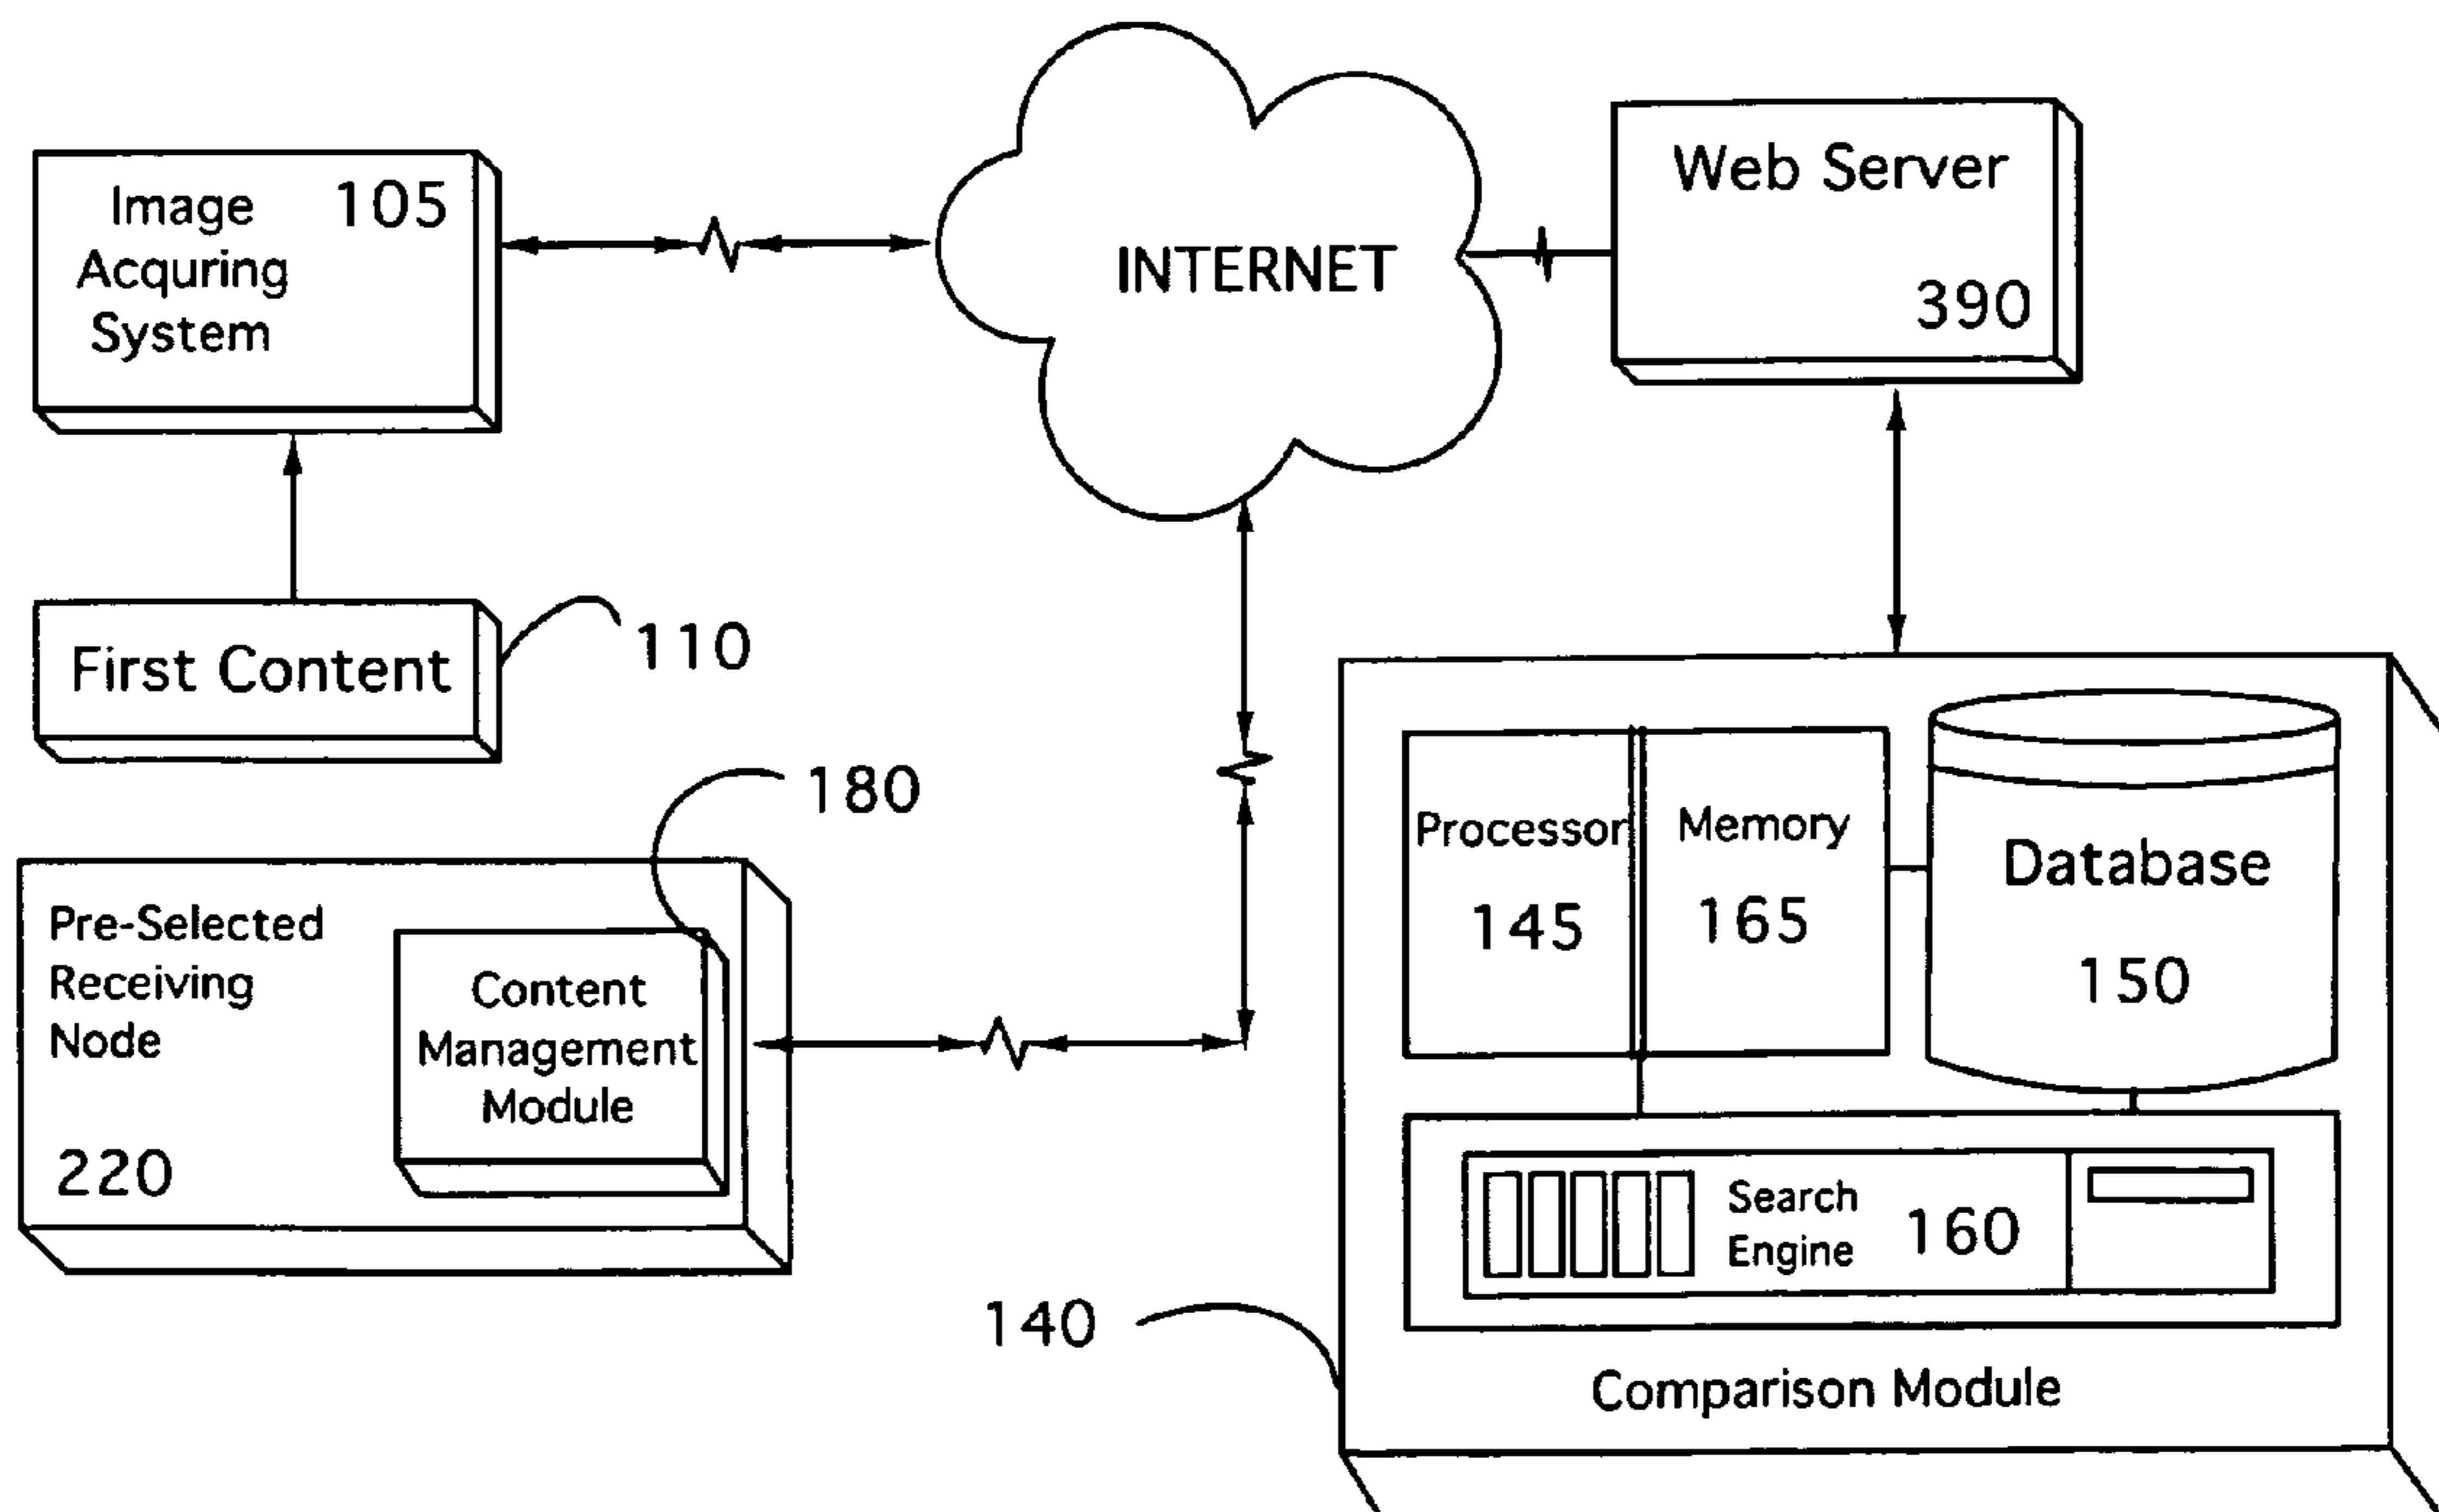 Image
Acquring
System
105
INTERNET
Web Server
390
First Content
110
180
Pre-Selected
Receiving
Node
220
Content
Management
Module
Processor
145
Memory
165
Database
150
Search
Engine
160
140
Comparison Module